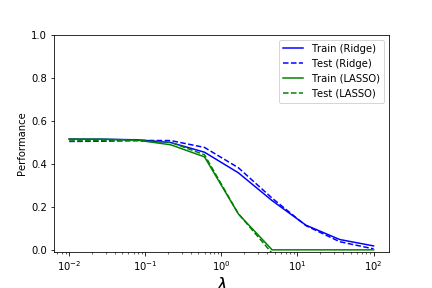 1.0
0.8
0.6
0.4
0.2
0.0
Performance
Train (Ridge)
Test (Ridge)
Train (LASSO)
Test (LASSO)
10⁻² 10⁻¹ 10⁰ 10¹ 10²
λ